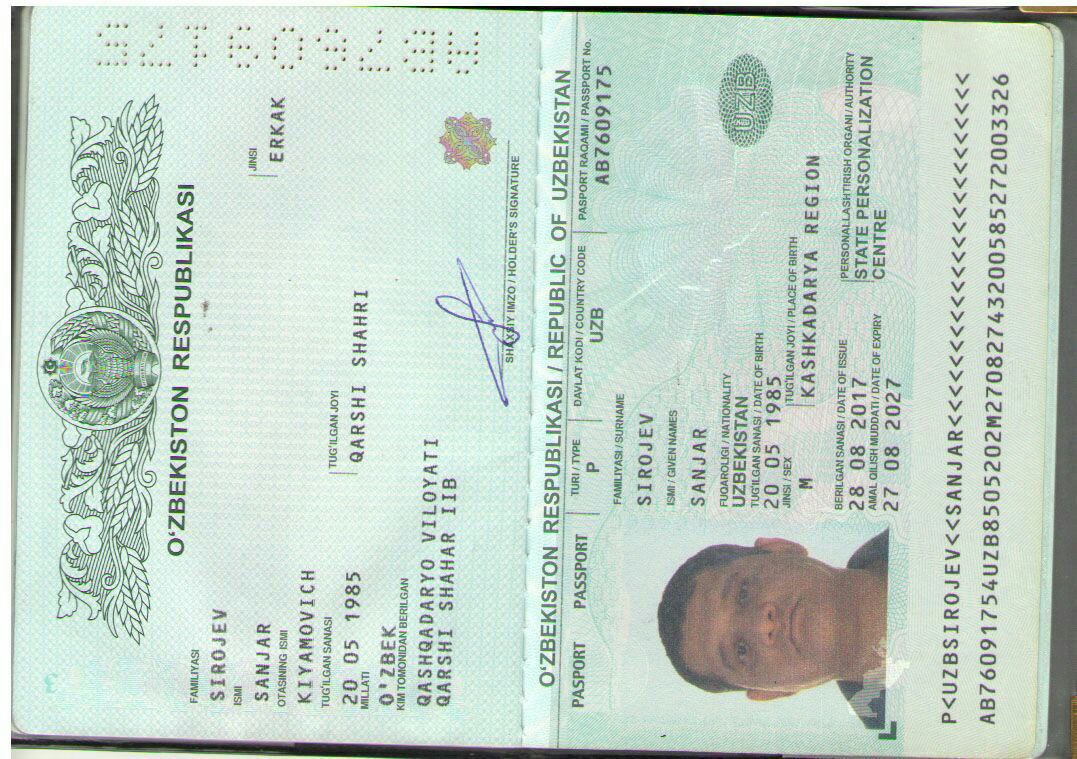 O‘ZBEKISTON RESPUBLIKASI
FAMILIYASI
SIROJEV
ISMI
SANJAR
OTASINING ISMI
KIYAMOVICH
TUG‘ILGAN SANASI
20 05 1985
TUG‘ILGAN JOYI
QARSHI SHAHRI
JINSI
ERKAK
MILLATI
O'ZBEK
KIM TOMONIDAN BERILGAN
QASHQADARYO VILOYATI
QARSHI SHAHAR IIB
SHAXSIY IMZO / HOLDER'S SIGNATURE
O‘ZBEKISTON RESPUBLIKASI / REPUBLIC OF UZBEKISTAN
PASPORT PASSPORT
TURI / TYPE
P
DAVLAT KODI / COUNTRY CODE
UZB
PASPORT RAQAMI / PASSPORT No.
AB7609175
FAMILIYASI / SURNAME
SIROJEV
ISMI / GIVEN NAMES
SANJAR
FUQAROLIGI / NATIONALITY
UZBEKISTAN
TUG‘ILGAN SANASI / DATE OF BIRTH
20 05 1985
JINSI / SEX
M
TUG‘ILGAN JOYI / PLACE OF BIRTH
KASHKADARYA REGION
BERILGAN SANASI / DATE OF ISSUE
28 08 2017
AMAL QILISH MUDDATI / DATE OF EXPIRY
27 08 2027
PERSONALLASHTIRISH ORGANI / AUTHORITY
STATE PERSONALIZATION
CENTRE
UZB
P<UZBSIROJEV<<SANJAR<<<<<<<<<<<<<<<<<<<<<<<<
AB76091754UZB8505202M27082743200585272003326